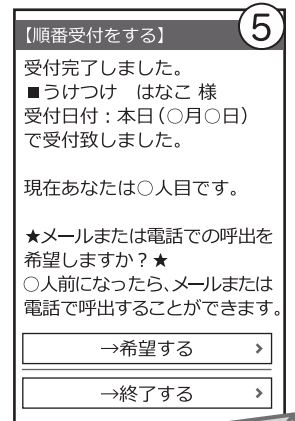 ⑤
【順番受付をする】
受付完了しました。
■うけつけ　はなこ 様
受付日付：本日(○月○日)
で受付致しました。
現在あなたは○人目です。
★メールまたは電話での呼出を
希望しますか？★
○人前になったら、メールまたは
電話で呼出することができます。
→希望する　>
→終了する　>